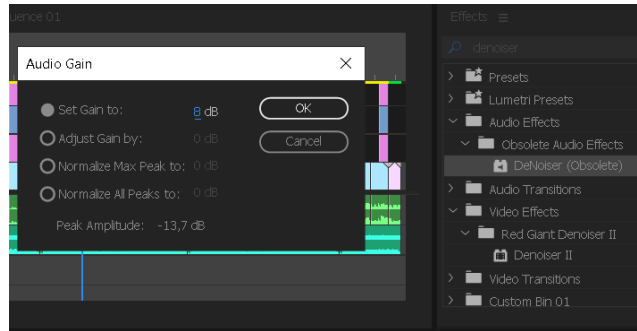 uence 01
Audio Gain
Set Gain to: 8 dB
OK
Adjust Gain by: 0 dB
Cancel
Normalize Max Peak to: 0 dB
Normalize All Peaks to: 0 dB
Peak Amplitude: -13,7 dB
Effects
denoiser
Presets
Lumetri Presets
Audio Effects
Obsolete Audio Effects
DeNoiser (Obsolete)
Audio Transitions
Video Effects
Red Giant Denoiser II
Denoiser II
Video Transitions
Custom Bin 01